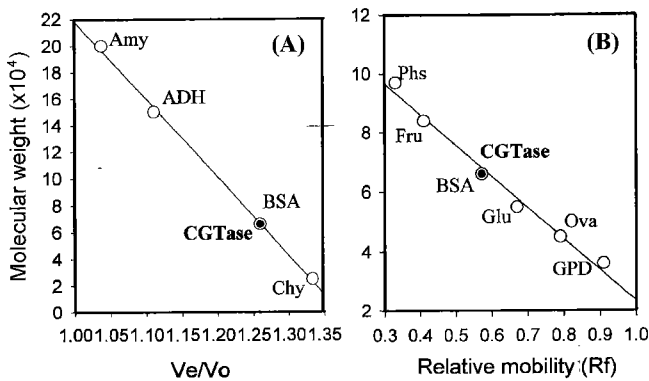 (A)
Molecular weight (x10⁴)
22
20
18
16
14
12
10
8
6
4
2
0
Amy
ADH
BSA
CGTase
Chy
1.00 1.05 1.10 1.15 1.20 1.25 1.30 1.35
Ve/Vo
(B)
12
10
8
6
4
2
Phs
Fru
CGTase
BSA
Glu
Ova
GPD
0.3 0.4 0.5 0.6 0.7 0.8 0.9 1.0
Relative mobility (Rf)